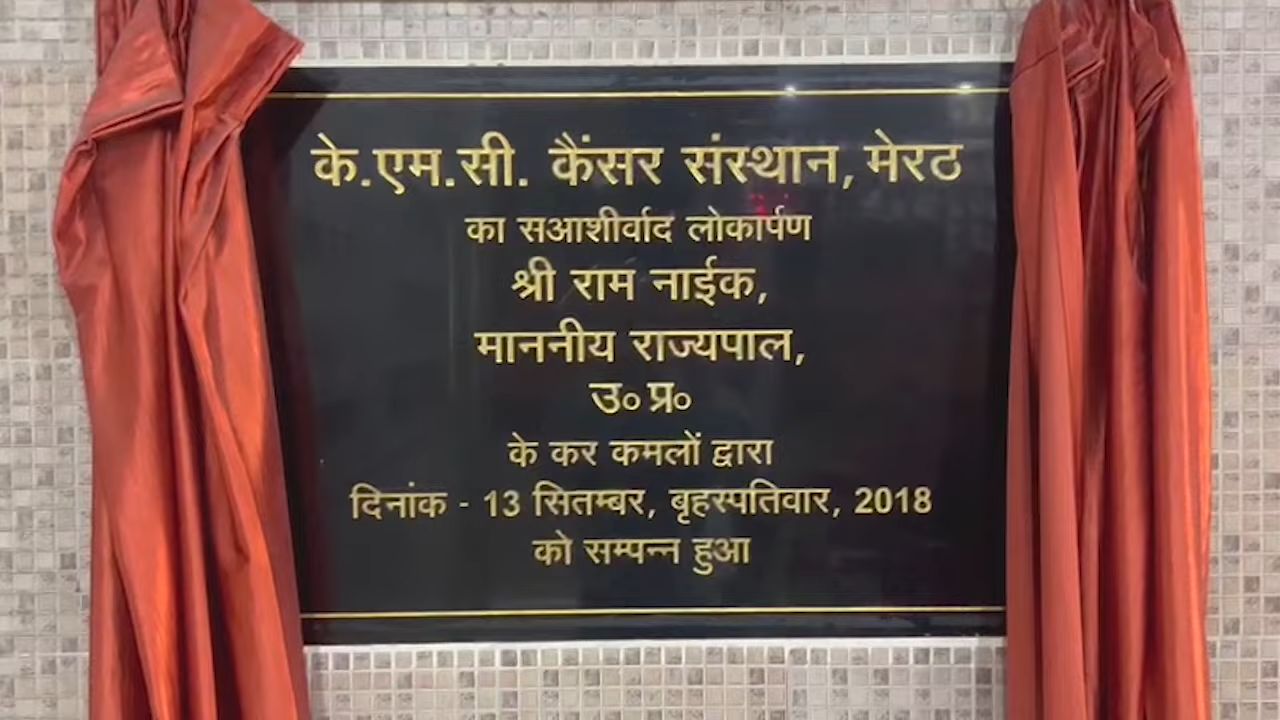 के.एम.सी. कैंसर संस्थान, मेरठ
का सआशीर्वाद लोकार्पण
श्री राम नाईक,
माननीय राज्यपाल,
उ० प्र०
के कर कमलों द्वारा
दिनांक - 13 सितम्बर, बृहस्पतिवार, 2018
को सम्पन्न हुआ